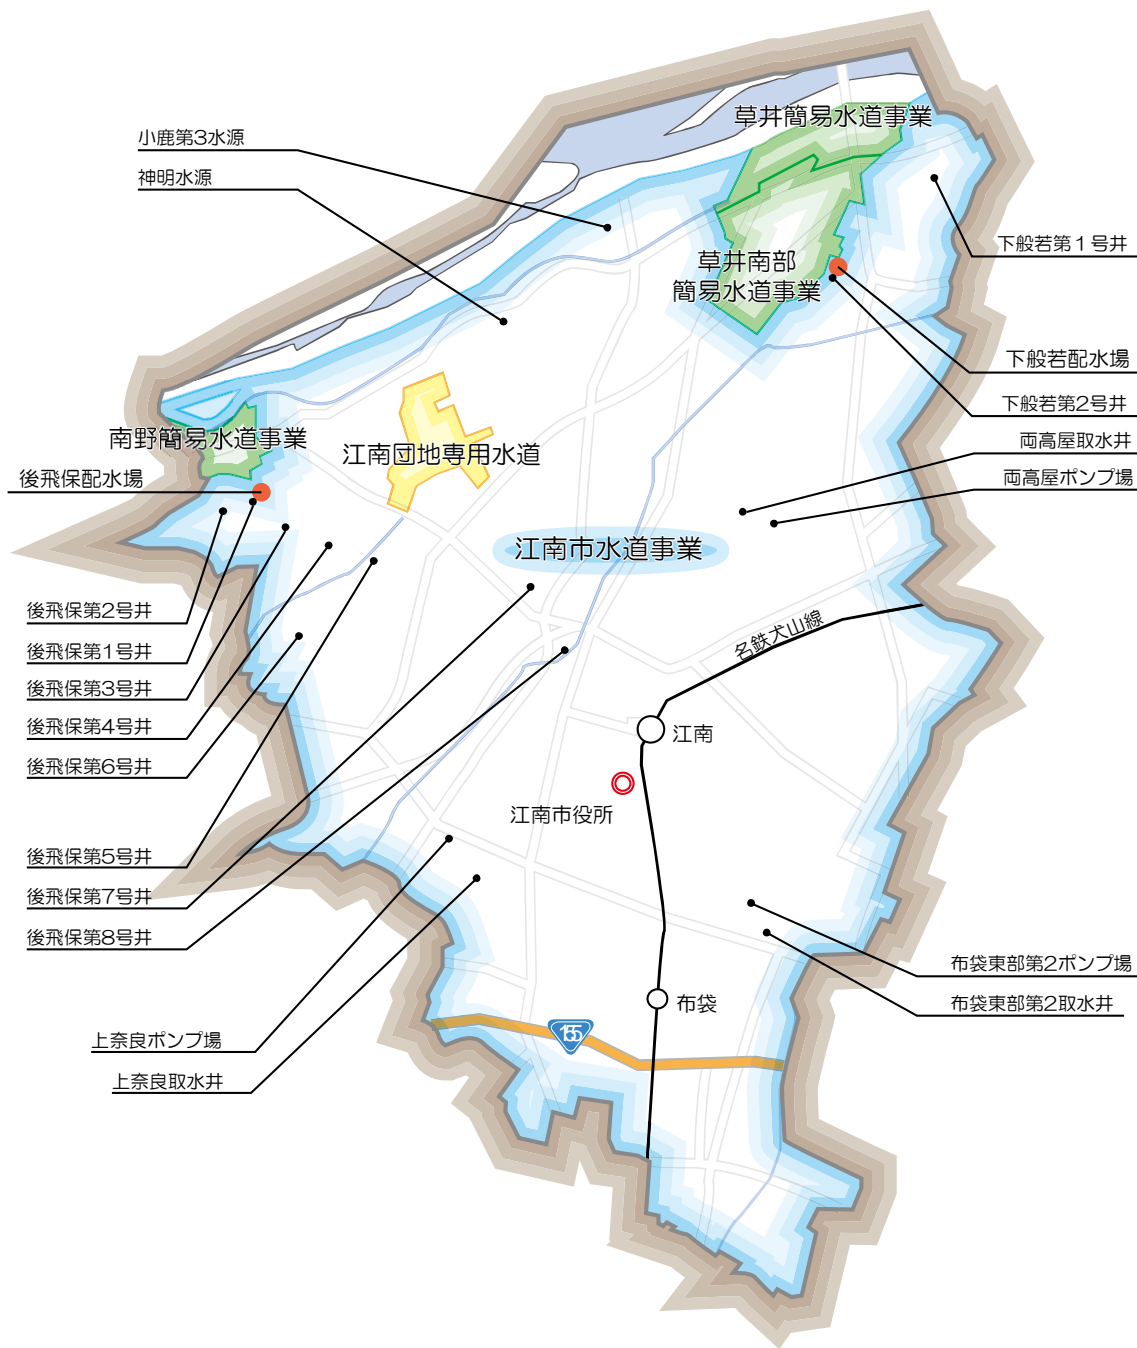 草井簡易水道事業
小鹿第3水源
神明水源
下般若第1号井
草井南部
簡易水道事業
下般若配水場
下般若第2号井
南野簡易水道事業
江南団地専用水道
両高屋取水井
後飛保配水場
両高屋ポンプ場
江南市水道事業
後飛保第2号井
名鉄犬山線
後飛保第1号井
後飛保第3号井
後飛保第4号井
江南
後飛保第6号井
江南市役所
後飛保第5号井
後飛保第7号井
後飛保第8号井
布袋東部第2ポンプ場
布袋
布袋東部第2取水井
155
上奈良ポンプ場
上奈良取水井